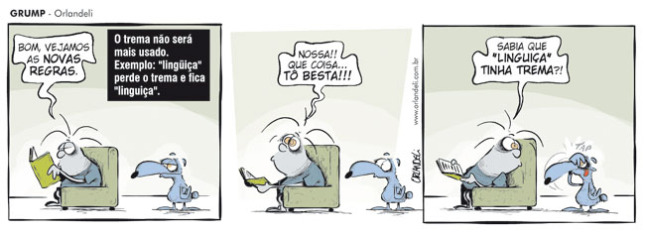 GRUMP - Orlandeli
BOM, VEJAMOS
AS NOVAS
REGRAS.
O trema não será
mais usado.
Exemplo: "lingüiça"
perde o trema e fica
"linguiça".
NOSSA!!
QUE COISA...
TÔ BESTA!!!
ORLANDELI
www.orlandeli.com.br
SABIA QUE
"LINGUIÇA"
TINHA TREMA?!
TAP